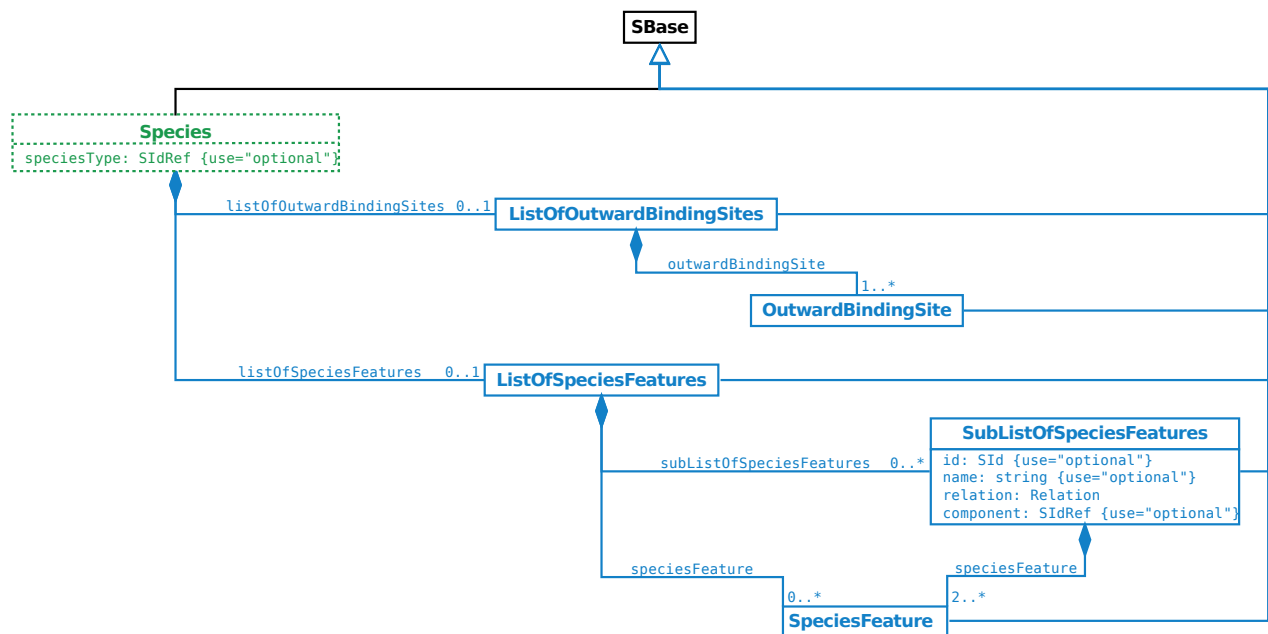 SBase
Species
speciesType: SIdRef {use="optional"}
listOfOutwardBindingSites 0..1
ListOfOutwardBindingSites
outwardBindingSite
1..*
OutwardBindingSite
listOfSpeciesFeatures 0..1
ListOfSpeciesFeatures
SubListOfSpeciesFeatures
id: SId {use="optional"}
name: string {use="optional"}
relation: Relation
component: SIdRef {use="optional"}
subListOfSpeciesFeatures 0..*
speciesFeature
speciesFeature
0..*
2..*
SpeciesFeature